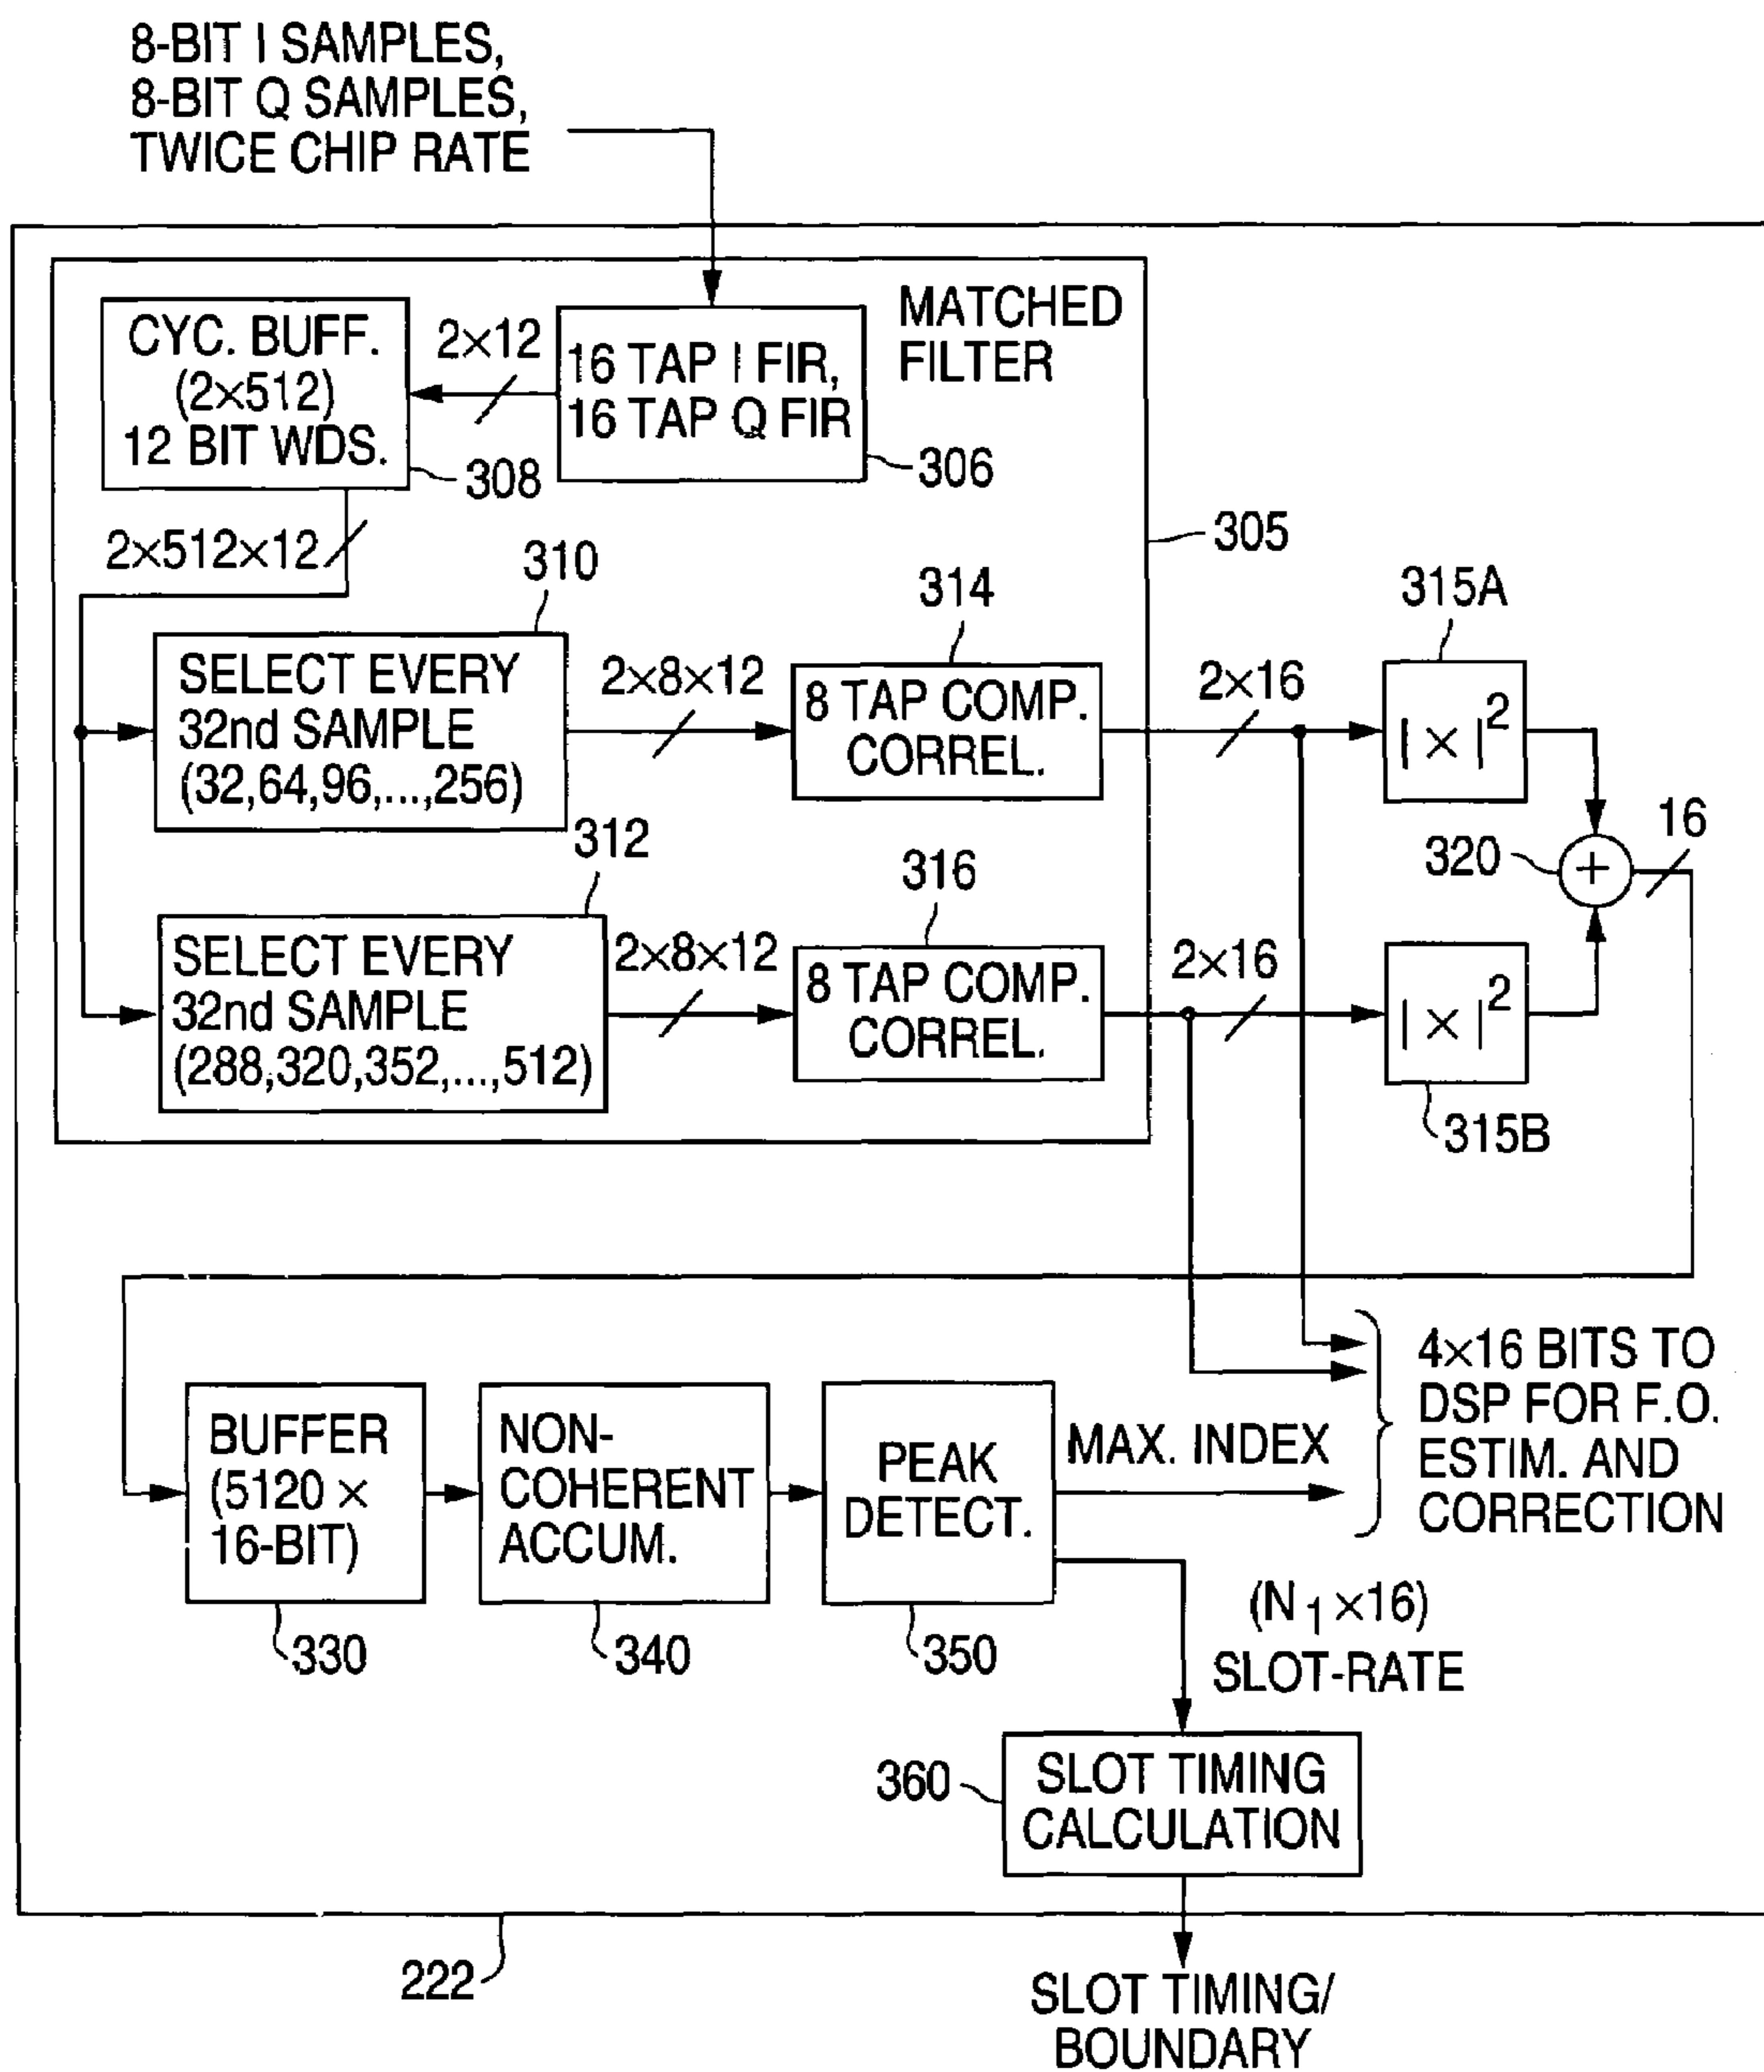 8-BIT I SAMPLES,
8-BIT Q SAMPLES,
TWICE CHIP RATE
MATCHED
FILTER
CYC. BUFF.
(2×512)
12 BIT WDS.
2×12
16 TAP I FIR,
16 TAP Q FIR
308
306
2×512×12
305
310
314
315A
SELECT EVERY
32nd SAMPLE
(32,64,96,...,256)
2×8×12
8 TAP COMP.
CORREL.
2×16
| × |²
312
316
320
+
16
SELECT EVERY
32nd SAMPLE
(288,320,352,...,512)
2×8×12
8 TAP COMP.
CORREL.
2×16
| × |²
315B
4×16 BITS TO
DSP FOR F.O.
ESTIM. AND
CORRECTION
BUFFER
(5120 ×
16-BIT)
NON-
COHERENT
ACCUM.
PEAK
DETECT.
MAX. INDEX
330
340
350
(N₁×16)
SLOT-RATE
360
SLOT TIMING
CALCULATION
222
SLOT TIMING/
BOUNDARY